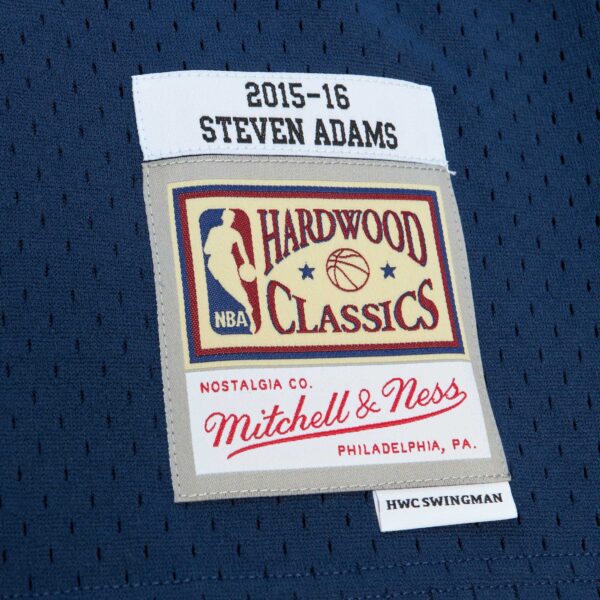 2015-16
STEVEN ADAMS
HARDWOOD
CLASSICS
NBA
NOSTALGIA CO.
Mitchell & Ness
PHILADELPHIA, PA.
HWC SWINGMAN